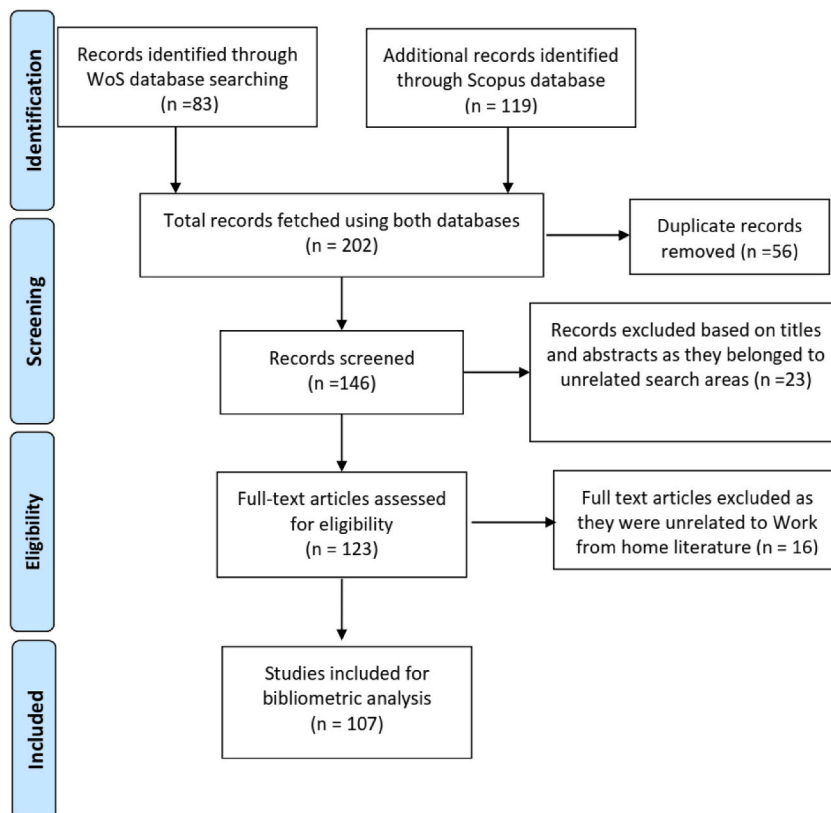 Identification
Records identified through
WoS database searching
(n =83)
Additional records identified
through Scopus database
(n = 119)
Total records fetched using both databases
(n = 202)
Duplicate records
removed (n =56)
Screening
Records screened
(n =146)
Records excluded based on titles
and abstracts as they belonged to
unrelated search areas (n =23)
Eligibility
Full-text articles assessed
for eligibility
(n = 123)
Full text articles excluded as
they were unrelated to Work
from home literature (n = 16)
Included
Studies included for
bibliometric analysis
(n = 107)